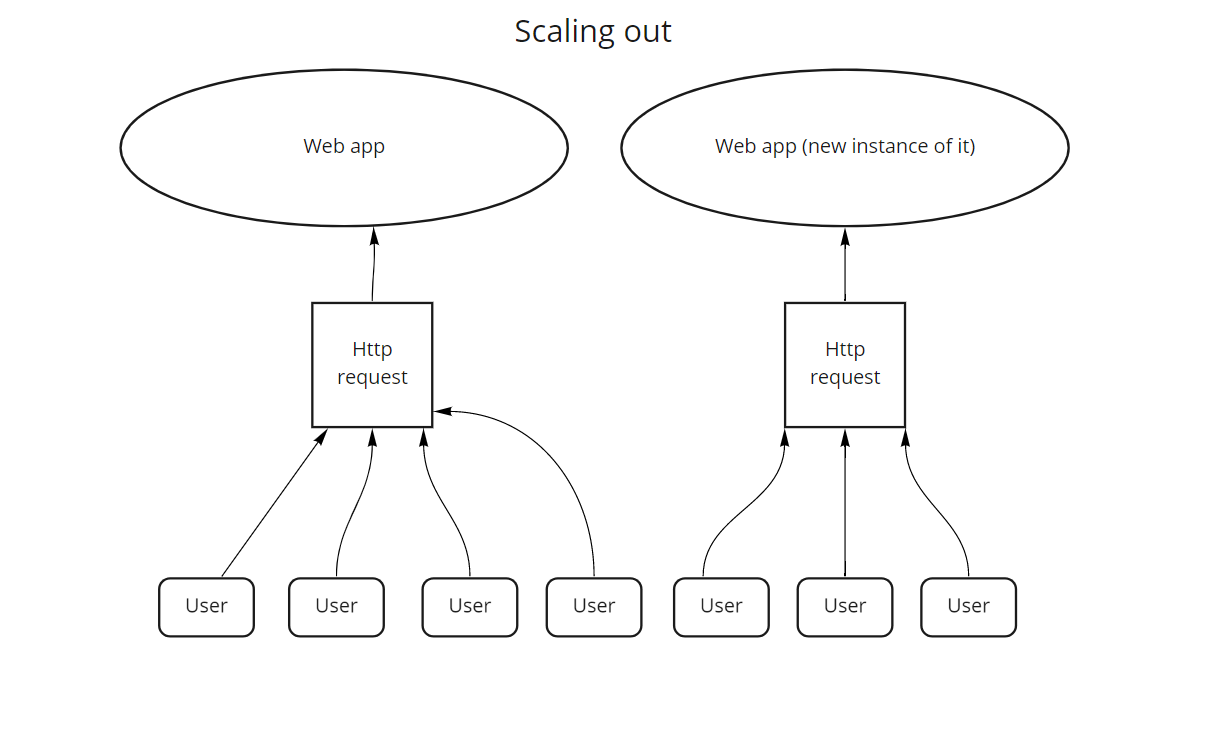 Scaling out
Web app
Web app (new instance of it)
Http
request
Http
request
User
User
User
User
User
User
User